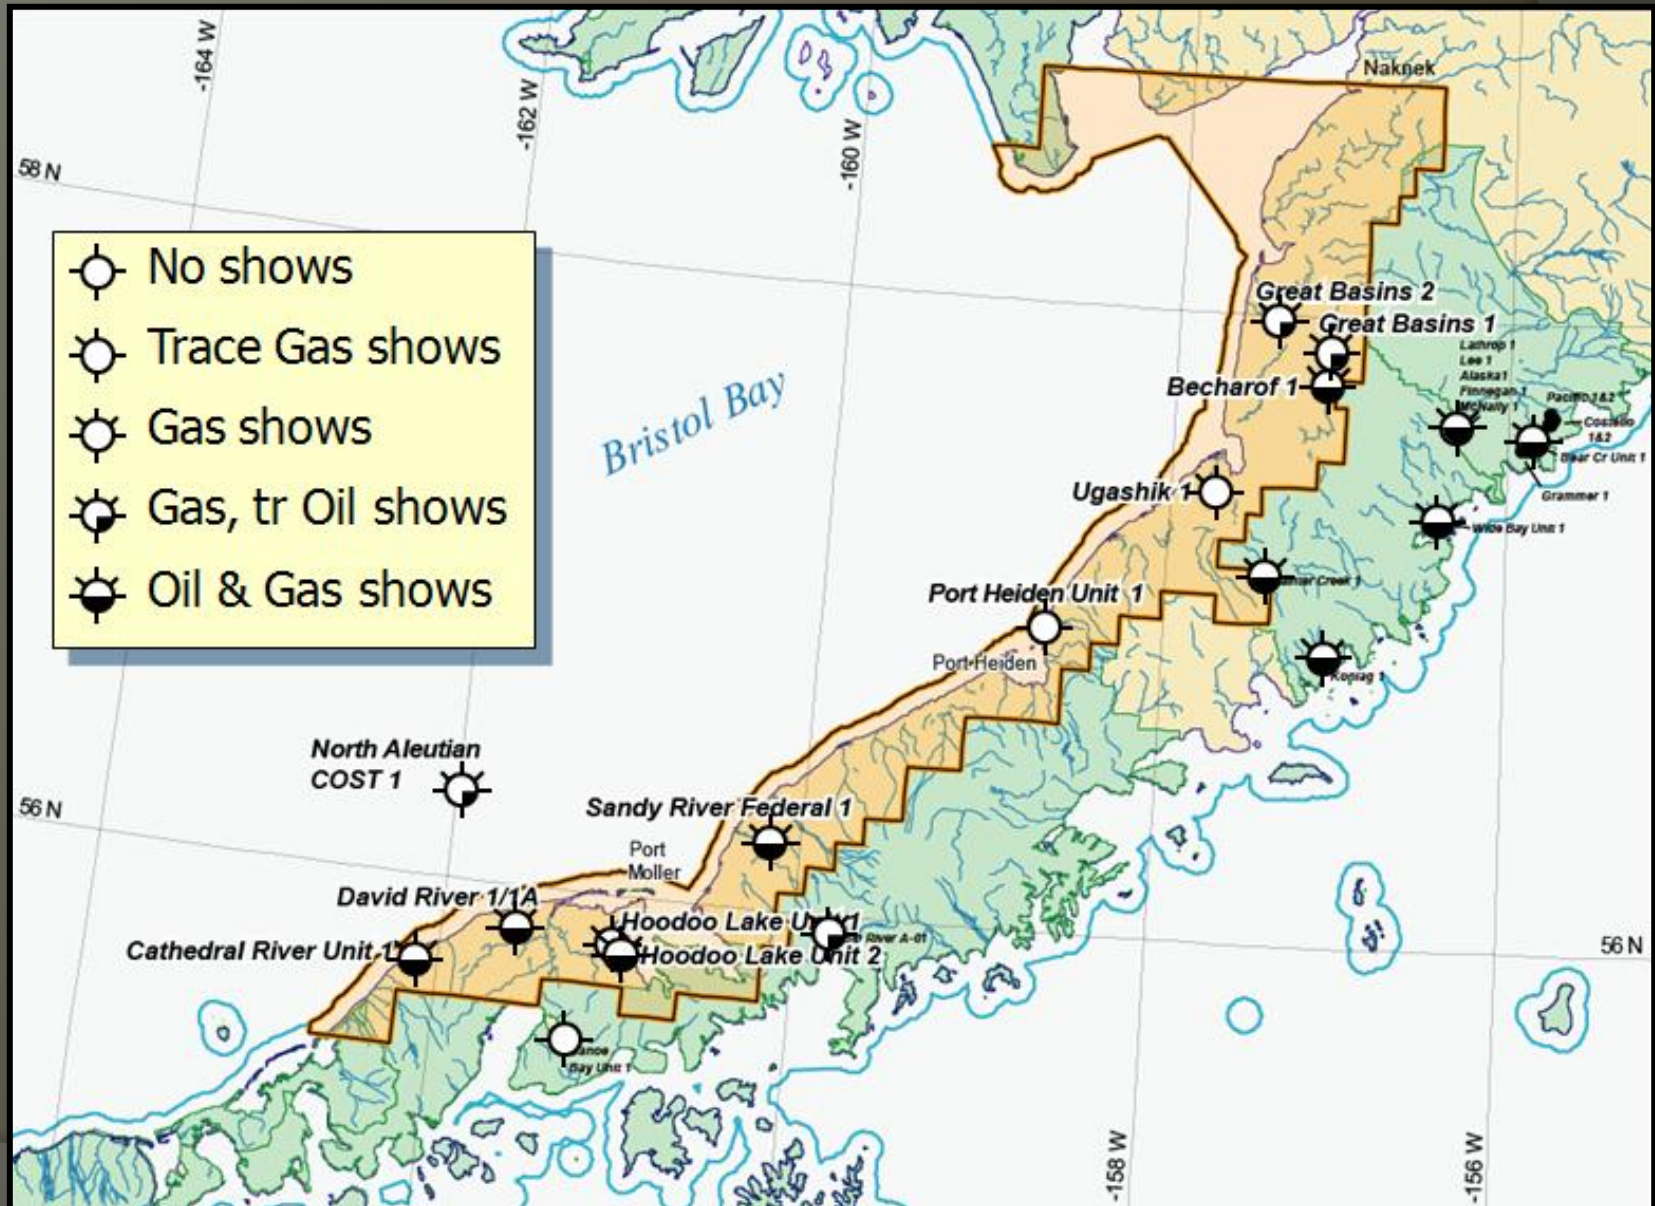 -164 W
-162 W
-160 W
Naknek
58 N
No shows
Trace Gas shows
Gas shows
Gas, tr Oil shows
Oil & Gas shows
Bristol Bay
Great Basins 2
Great Basins 1
Lathrop 1
Lee 1
Alaska1
Finnegan 1
McNally 1
Becharof 1
Pacific 1&2
Costello
1&2
Bear Cr Unit 1
Grammer 1
Ugashik 1
Wide Bay Unit 1
Creek 1
Port Heiden Unit 1
Port Heiden
Koniag 1
North Aleutian
COST 1
56 N
Sandy River Federal 1
Port
Moller
David River 1/1A
Hoodoo Lake Unit 1
River A-01
Cathedral River Unit 1
Hoodoo Lake Unit 2
56 N
Bay Unit 1
-158 W
-156 W